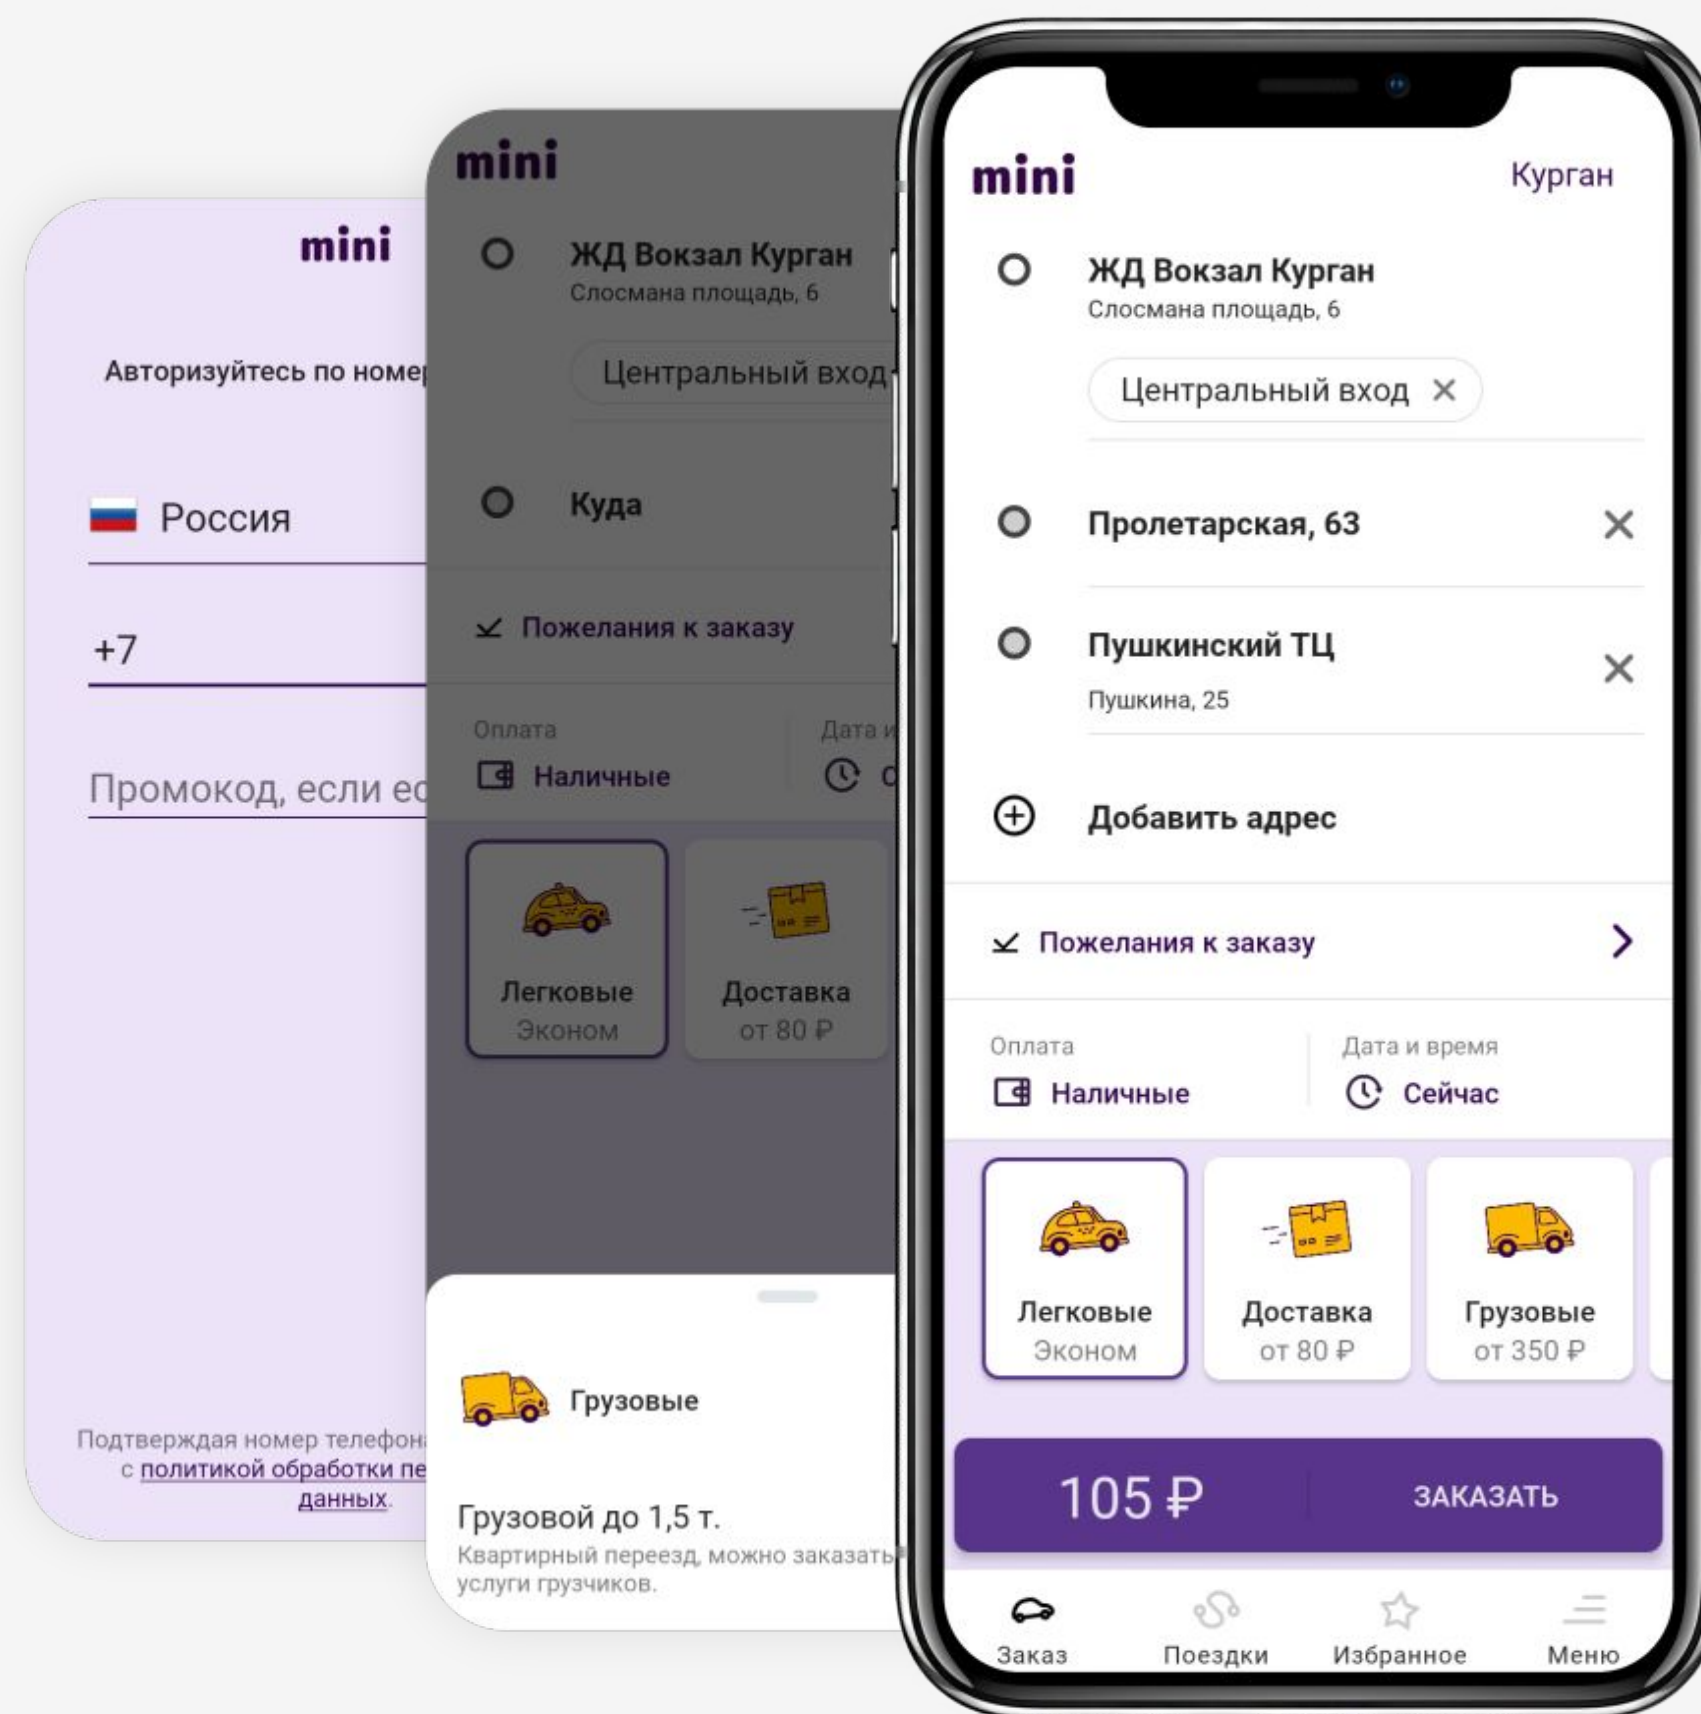 mini
Авторизуйтесь по номер
Россия
+7
Промокод, если ес
Подтверждая номер телефон
с политикой обработки пе
данных.
mini
ЖД Вокзал Курган
Слосмана площадь, 6
Центральный вход
Куда
Пожелания к заказу
Оплата
Дата и
Наличные
С
Легковые
Эконом
Доставка
от 80 ₽
Грузовые
Грузовой до 1,5 т.
Квартирный переезд, можно заказать
услуги грузчиков.
mini
Курган
ЖД Вокзал Курган
Слосмана площадь, 6
Центральный вход
Пролетарская, 63
Пушкинский ТЦ
Пушкина, 25
Добавить адрес
Пожелания к заказу
Оплата
Дата и время
Наличные
Сейчас
Легковые
Эконом
Доставка
от 80 ₽
Грузовые
от 350 ₽
105 ₽
ЗАКАЗАТЬ
Заказ
Поездки
Избранное
Меню